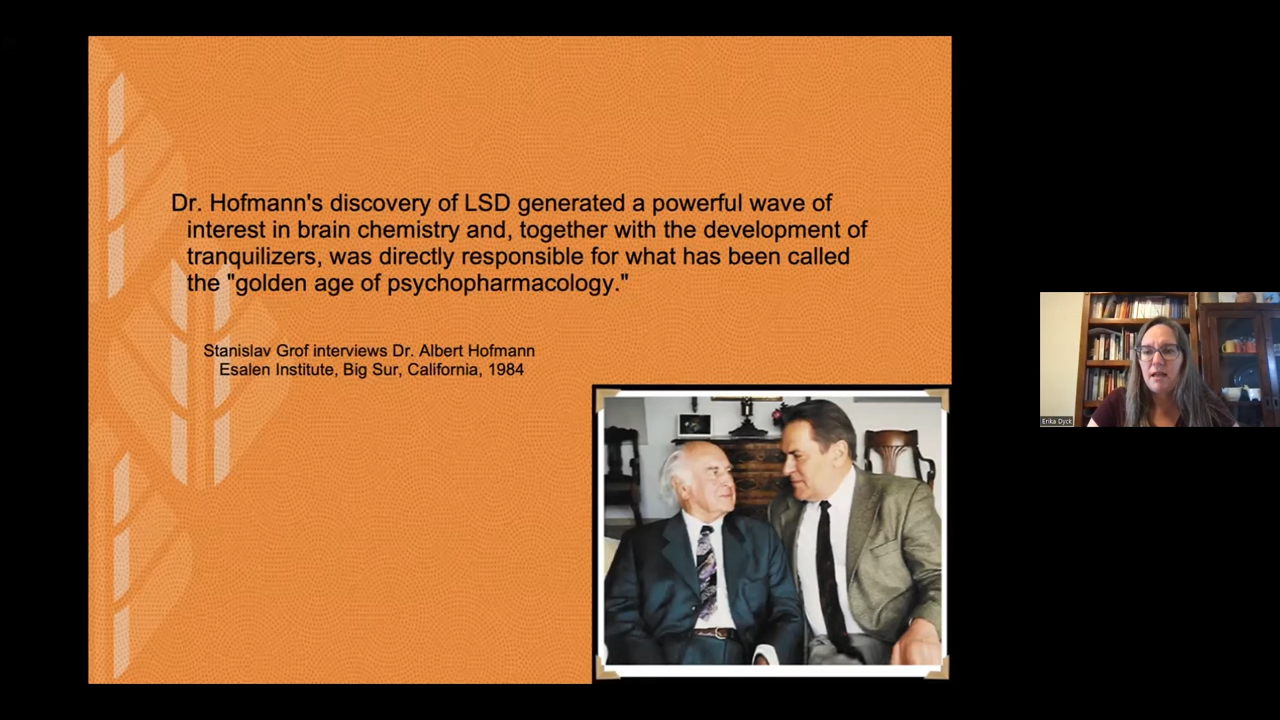 Dr. Hofmann's discovery of LSD generated a powerful wave of
interest in brain chemistry and, together with the development of
tranquilizers, was directly responsible for what has been called
the "golden age of psychopharmacology."
Stanislav Grof interviews Dr. Albert Hofmann
Esalen Institute, Big Sur, California, 1984
Erika Dyck